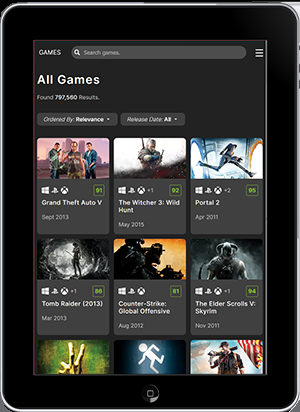 GAMES
Search games.
All Games
Found 797,560 Results.
Ordered By: Relevance
Release Date: All
91
Grand Theft Auto V
Sept 2013
+1
92
The Witcher 3: Wild
Hunt
May 2015
+2
95
Portal 2
Apr 2011
86
Tomb Raider (2013)
Mar 2013
81
Counter-Strike:
Global Offensive
Aug 2012
+1
94
The Elder Scrolls V:
Skyrim
Nov 2011